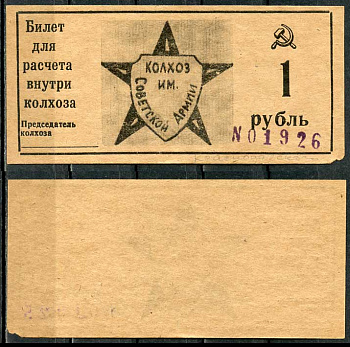 Билет
для
расчета
внутри
колхоза
Председатель
колхоза
КОЛХОЗ
ИМ.
СОВЕТСКОЙ АРМИИ
1
рубль
N01926